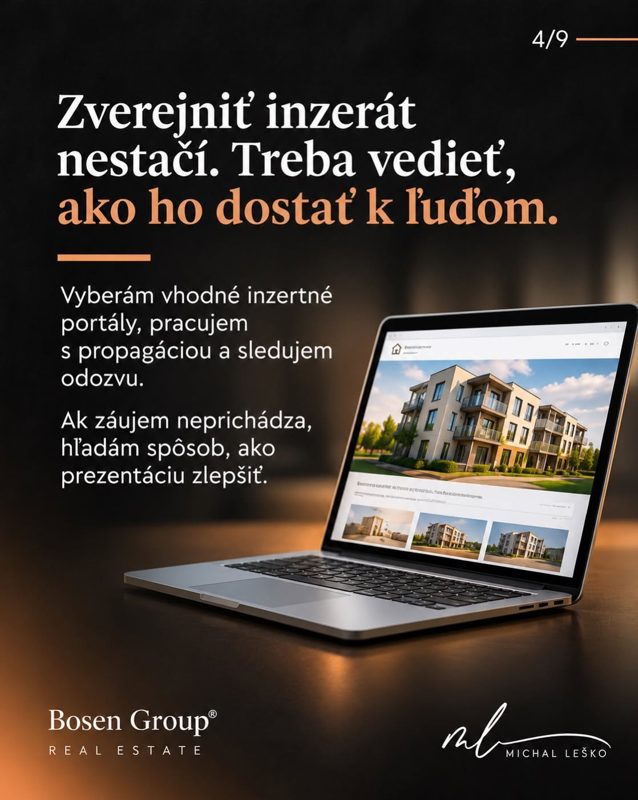 4/9
Zverejniť inzerát
nestačí. Treba vedieť,
ako ho dostať k ľuďom.
Vyberám vhodné inzertné
portály, pracujem
s propagáciou a sledujem
odozvu.
Ak záujem neprichádza,
hľadám spôsob, ako
prezentáciu zlepšiť.
Bosen Group®
REAL ESTATE
ml
MICHAL LEŠKO